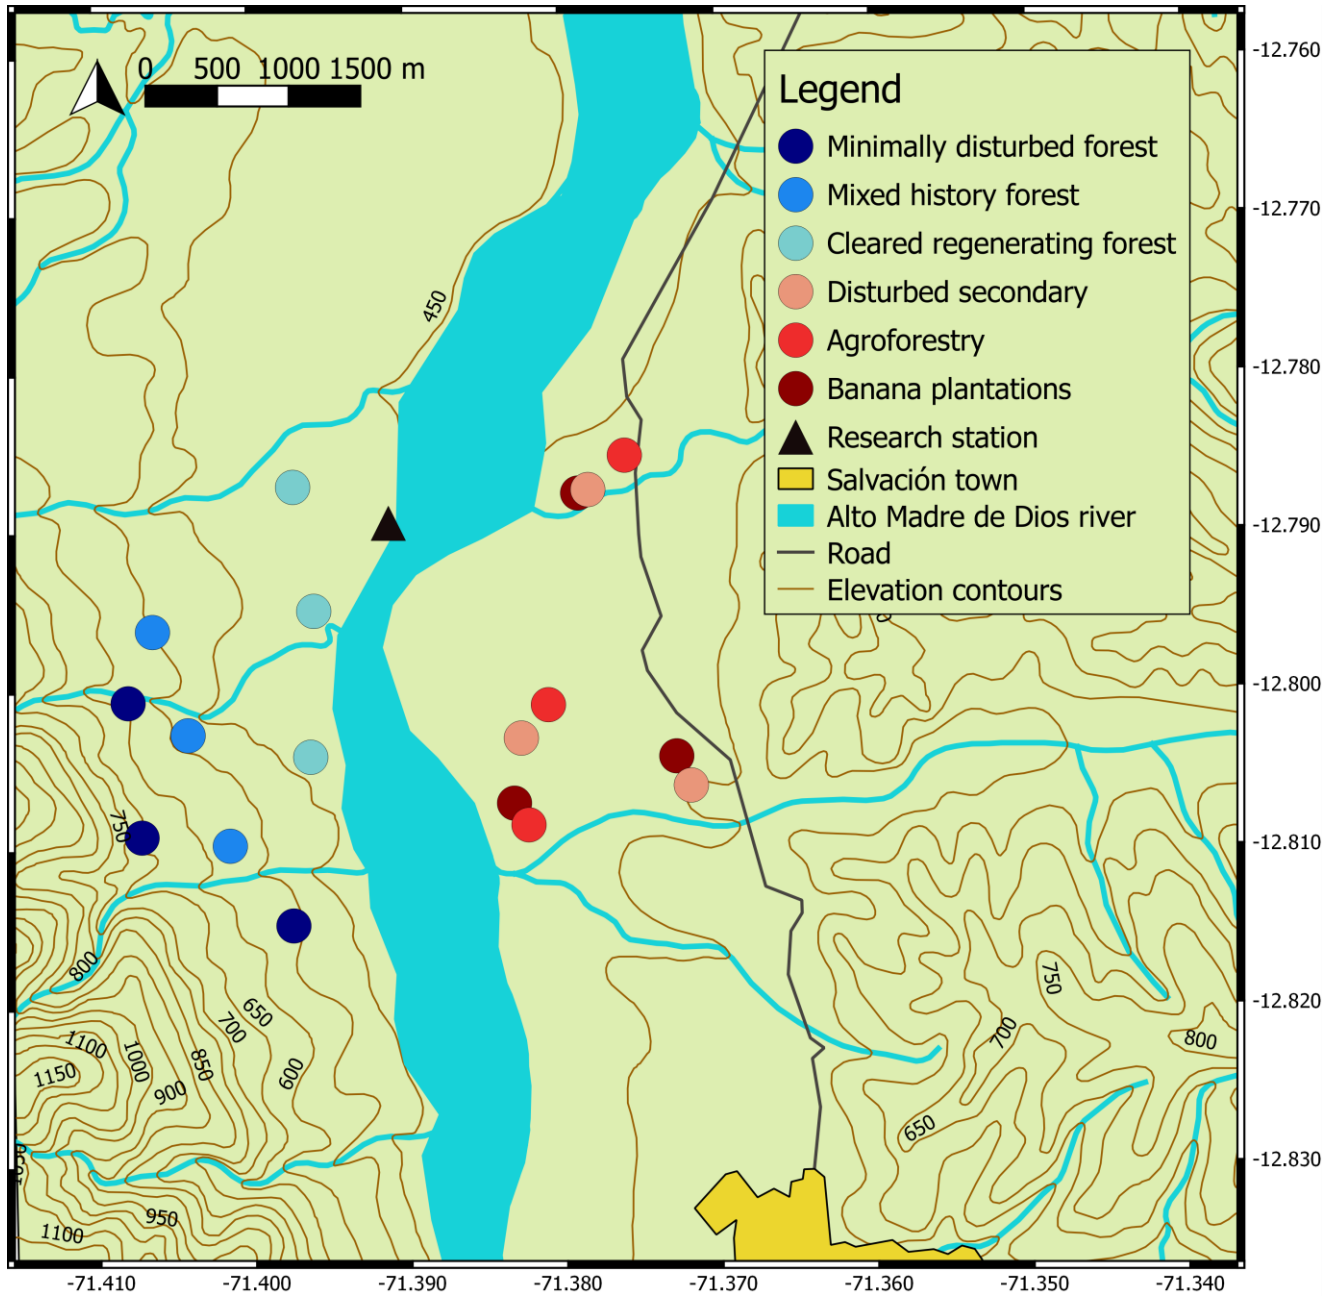 0 500 1000 1500 m
Legend
Minimally disturbed forest
Mixed history forest
Cleared regenerating forest
Disturbed secondary
Agroforestry
Banana plantations
Research station
Salvación town
Alto Madre de Dios river
Road
Elevation contours
-12.760
-12.770
-12.780
-12.790
-12.800
-12.810
-12.820
-12.830
450
750
800
650
700
600
850
1100
1000
1150
900
950
1100
750
700
800
650
-71.410
-71.400
-71.390
-71.380
-71.370
-71.360
-71.350
-71.340